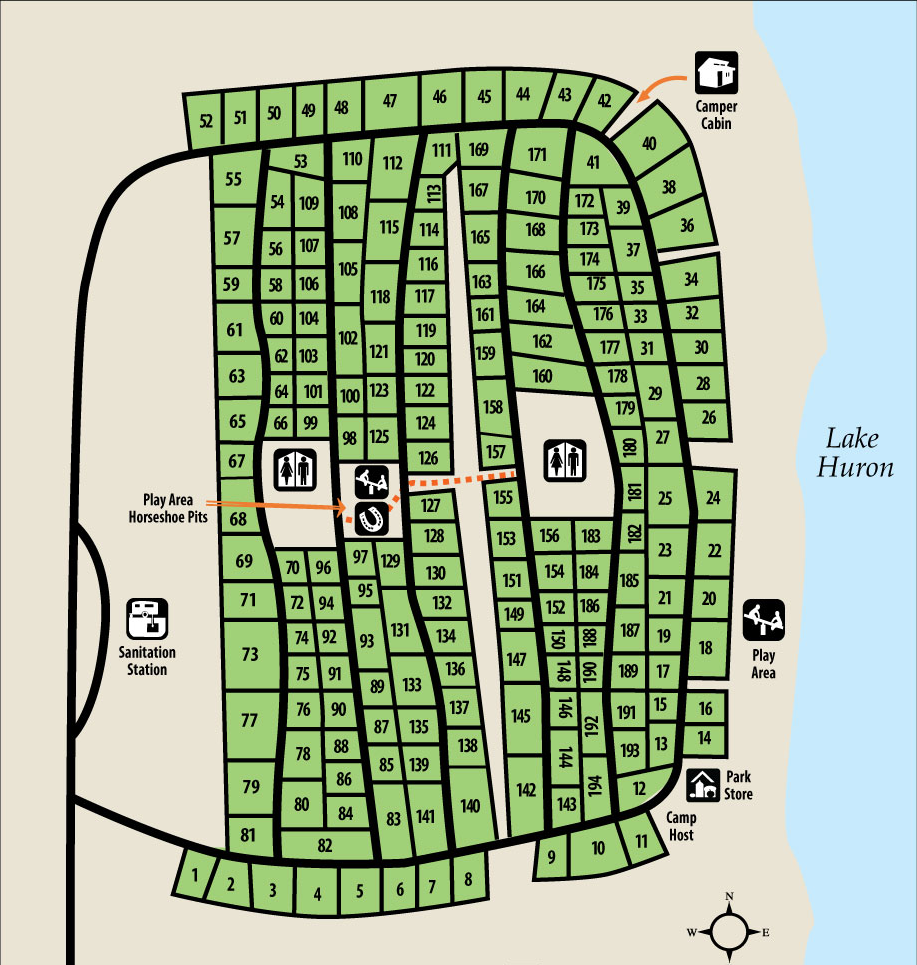 52 51 50 49 48 47 46 45 44 43 42
Camper
Cabin
55 53 110 112 111 169 171 41 40
54 109 108 113 167 170 172 39 38
57 56 107 115 114 165 168 173 37 36
59 58 106 105 116 163 166 174 35 34
61 60 104 118 117 161 164 175 33 32
63 62 103 102 121 119 159 162 176 31 30
64 101 100 123 120 160 177 29 28
65 66 99 98 125 122 158 178 27 26
67 124 157 179
126 180
Lake
Huron
Play Area
Horseshoe Pits
68 127 155 181 25 24
69 70 96 97 129 128 153 156 183 182 23 22
71 72 94 95 130 151 154 184 185 21 20
73 74 92 93 131 132 149 152 186 187 19 18
75 91 134 147 150 188 189 17
77 76 90 89 133 136 145 148 190 191 15 16
78 88 87 135 137 146 192 193 13 14
79 86 85 139 138 144 12
80 84 83 141 140 142 143 194
81 82
Sanitation
Station
Play
Area
Park
Store
Camp
Host
1 2 3 4 5 6 7 8 9 10 11
N
W E
S